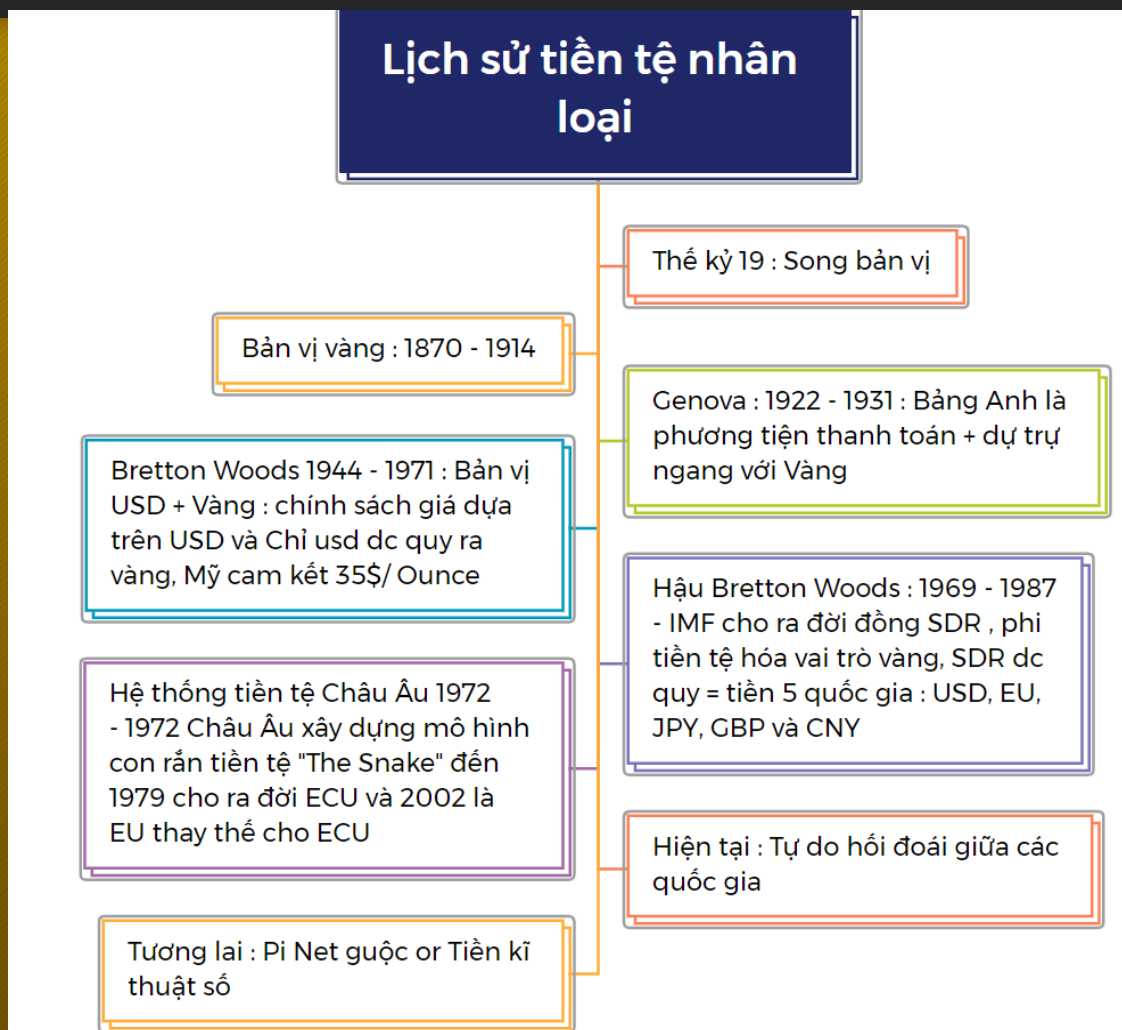 Lịch sử tiền tệ nhân
loại
Thế kỷ 19 : Song bản vị
Bản vị vàng : 1870 - 1914
Genova : 1922 - 1931 : Bảng Anh là
phương tiện thanh toán + dự trự
ngang với Vàng
Bretton Woods 1944 - 1971 : Bản vị
USD + Vàng : chính sách giá dựa
trên USD và Chỉ usd dc quy ra
vàng, Mỹ cam kết 35$/ Ounce
Hậu Bretton Woods : 1969 - 1987
- IMF cho ra đời đồng SDR , phi
tiền tệ hóa vai trò vàng, SDR dc
quy = tiền 5 quốc gia : USD, EU,
JPY, GBP và CNY
Hệ thống tiền tệ Châu Âu 1972
- 1972 Châu Âu xây dựng mô hình
con rắn tiền tệ "The Snake" đến
1979 cho ra đời ECU và 2002 là
EU thay thế cho ECU
Hiện tại : Tự do hối đoái giữa các
quốc gia
Tương lai : Pi Net guộc or Tiền kĩ
thuật số